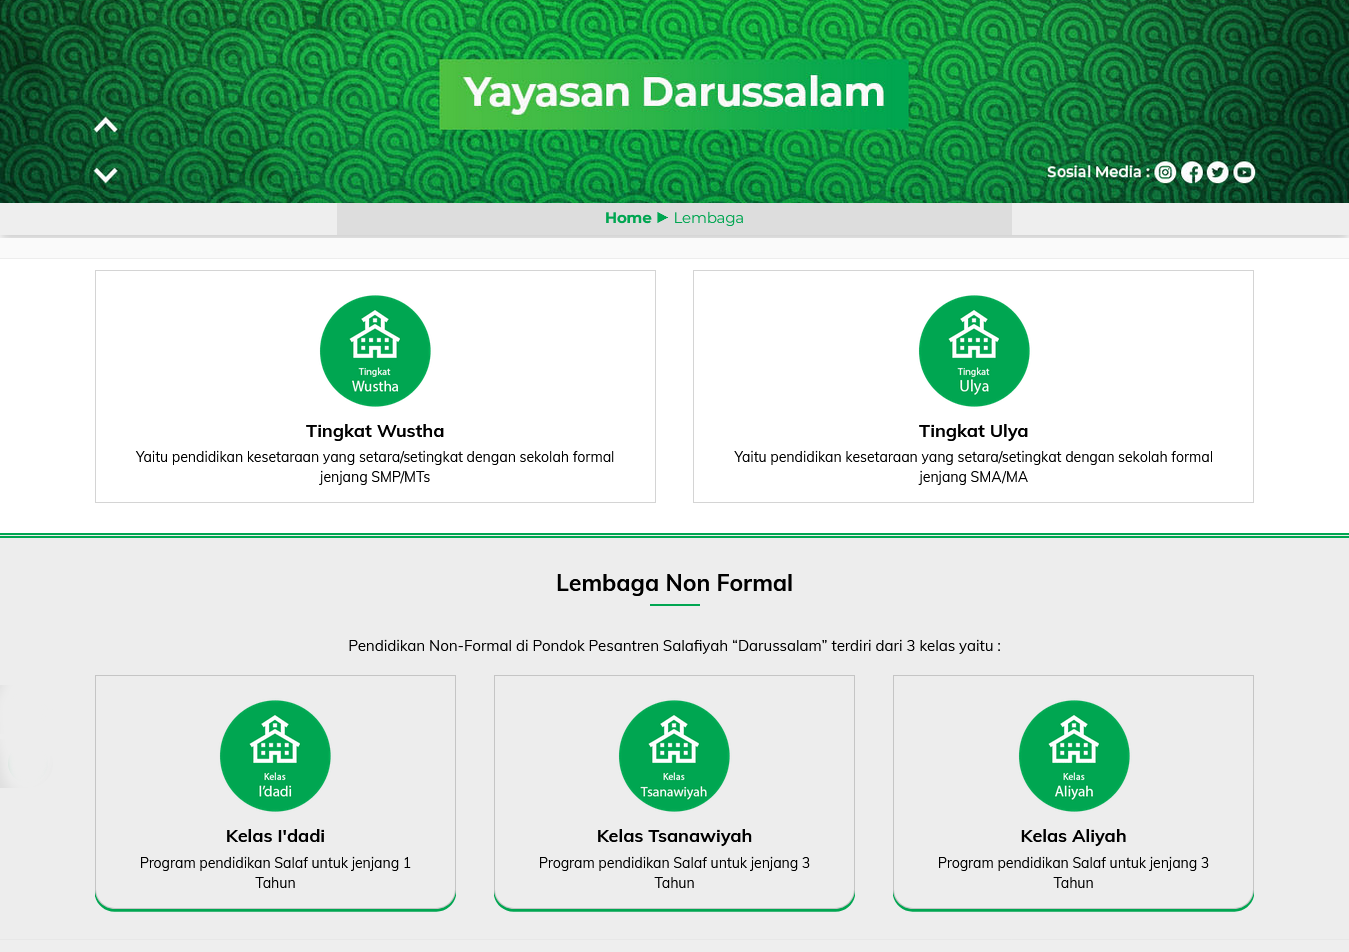 Yayasan Darussalam
Sosial Media :
Home ▶ Lembaga
Tingkat
Wustha
Tingkat Wustha
Yaitu pendidikan kesetaraan yang setara/setingkat dengan sekolah formal
jenjang SMP/MTs
Tingkat
Ulya
Tingkat Ulya
Yaitu pendidikan kesetaraan yang setara/setingkat dengan sekolah formal
jenjang SMA/MA
Lembaga Non Formal
Pendidikan Non-Formal di Pondok Pesantren Salafiyah “Darussalam” terdiri dari 3 kelas yaitu :
Kelas
I'dadi
Kelas I'dadi
Program pendidikan Salaf untuk jenjang 1
Tahun
Kelas
Tsanawiyah
Kelas Tsanawiyah
Program pendidikan Salaf untuk jenjang 3
Tahun
Kelas
Aliyah
Kelas Aliyah
Program pendidikan Salaf untuk jenjang 3
Tahun